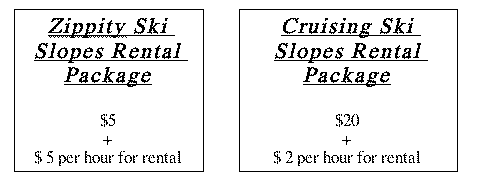 Zippity Ski
Slopes Rental
Package
$5
+
$ 5 per hour for rental
Cruising Ski
Slopes Rental
Package
$20
+
$ 2 per hour for rental